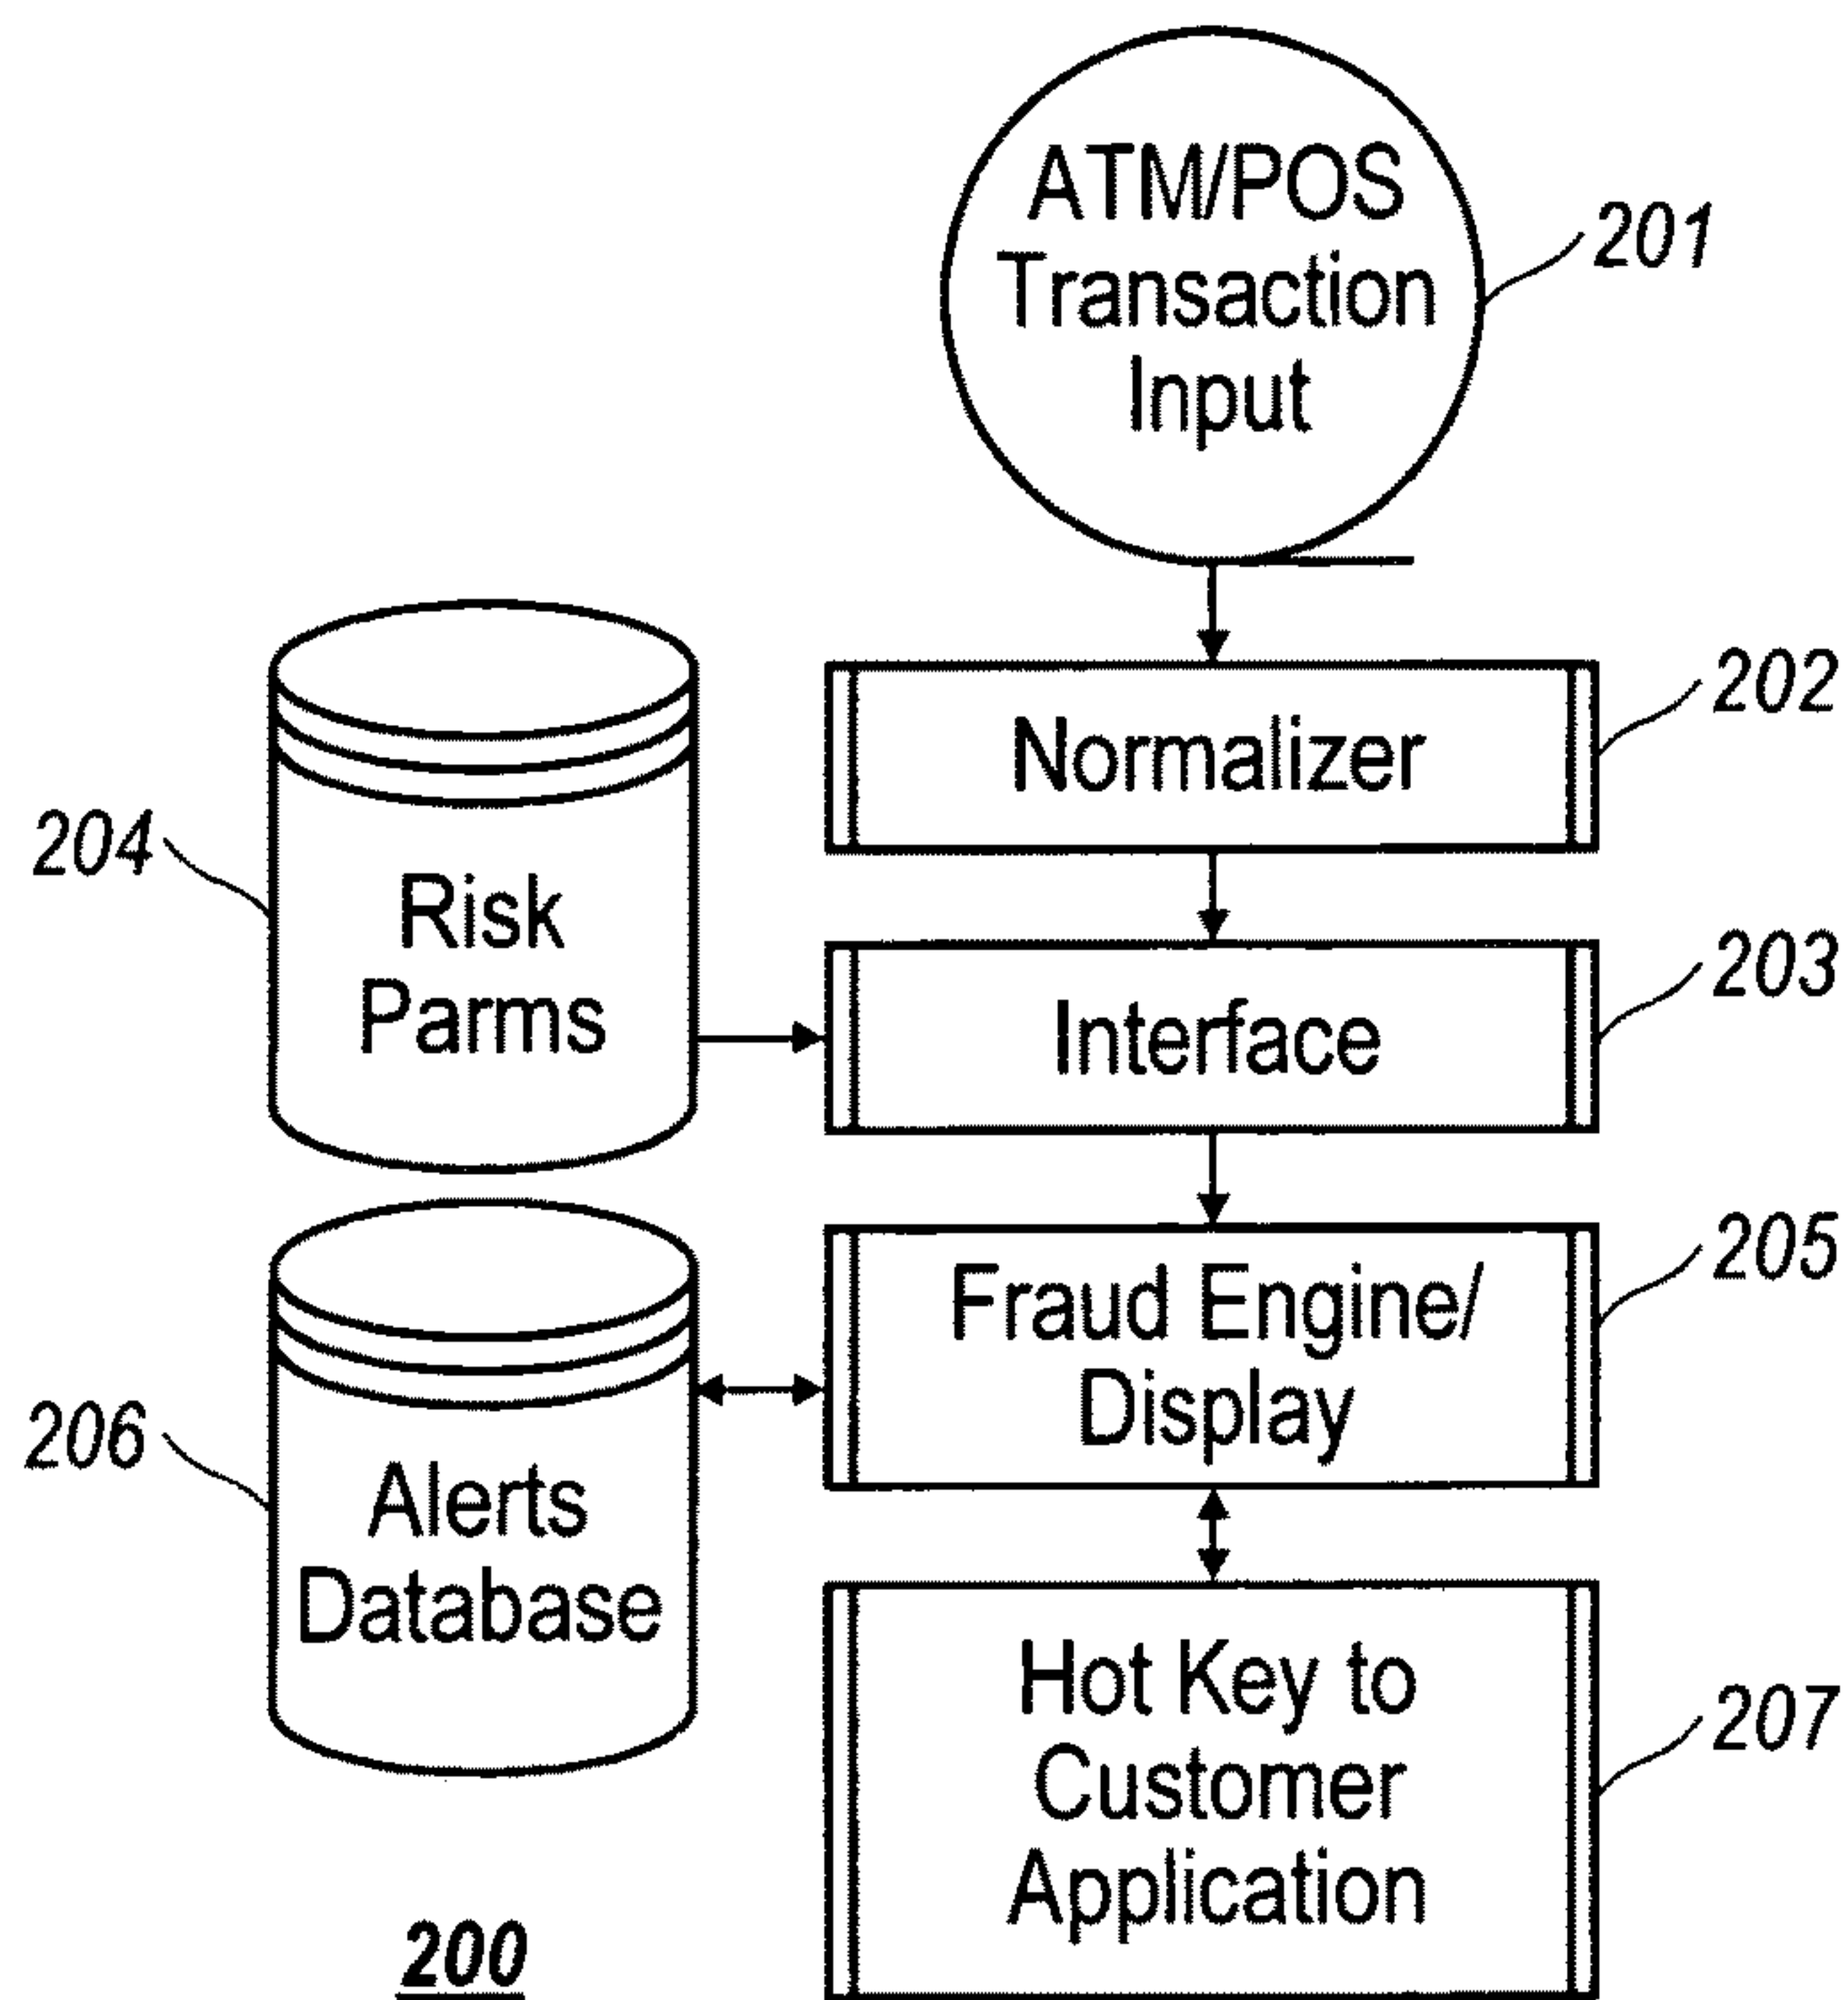 ATM/POS
Transaction
Input
201
Normalizer
202
204
Risk
Parms
Interface
203
Fraud Engine/
Display
205
206
Alerts
Database
Hot Key to
Customer
Application
207
200